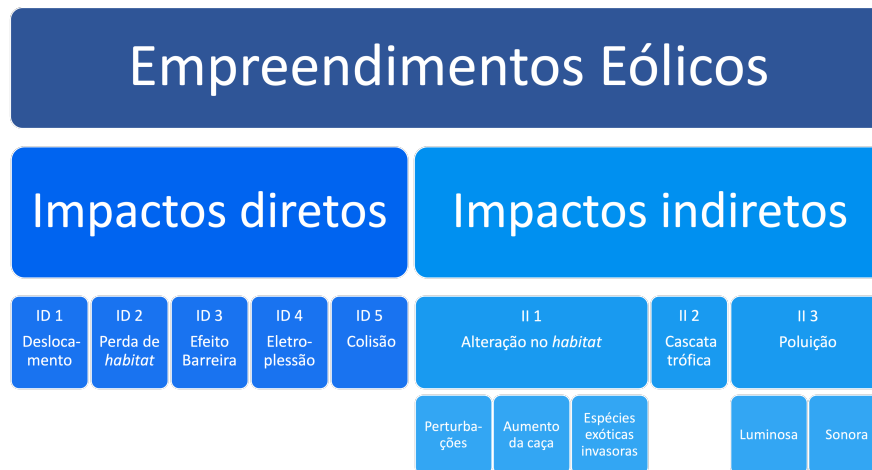 Empreendimentos Eólicos
Impactos diretos
Impactos indiretos
ID 1
Desloca-
mento
ID 2
Perda de
habitat
ID 3
Efeito
Barreira
ID 4
Eletro-
plessão
ID 5
Colisão
II 1
Alteração no habitat
II 2
Cascata
trófica
II 3
Poluição
Perturba-
ções
Aumento
da caça
Espécies
exóticas
invasoras
Luminosa
Sonora